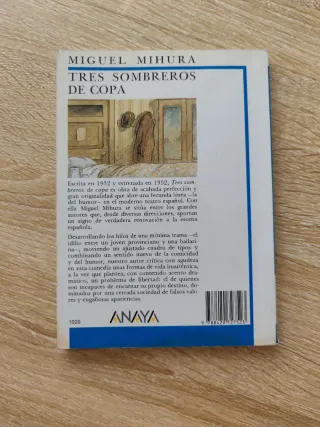 MIGUEL MIHURA
TRES SOMBREROS
DE COPA
Escrita en 1932 y estrenada en 1952, Tres som-
breros de copa es obra de acabada perfección y
gran originalidad que abre una fecunda línea —la
del humor— en el moderno teatro español. Con
ella Miguel Mihura se sitúa entre los grandes
autores que, desde diversas direcciones, aportan
un signo de verdadera renovación a la escena
española.
Desarrollando los hilos de una mínima trama —el
idilio entre un joven provinciano y una bailari-
na—, moviendo un ajustado cuadro de tipos y
combinando un sentido nuevo de la comicidad
y del humor, nuestro autor critica con agudeza
en esta comedia unas formas de vida inauténtica,
a la vez que plantea, con contenido acento dra-
mático, un problema de libertad: el de quienes
son incapaces de encarar su propio destino, do-
minados por una cerrada sociedad de falsos valo-
res y engañosas apariencias.
ANAYA